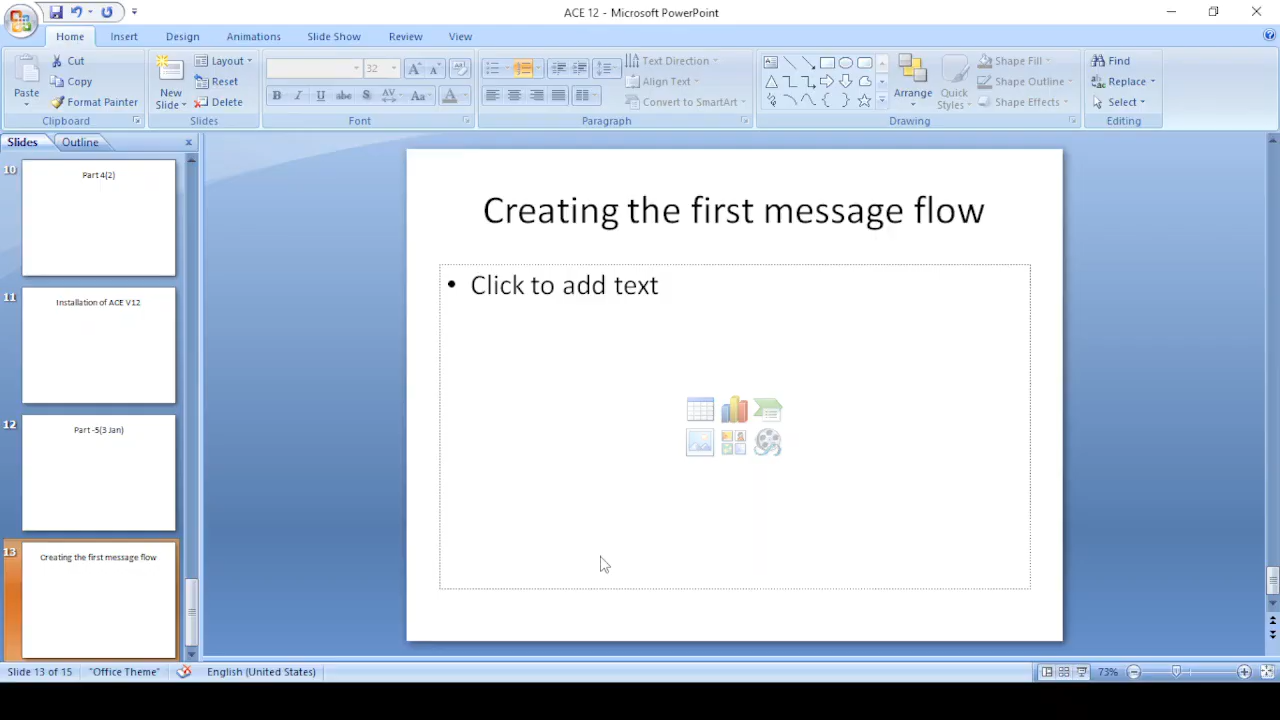 ACE 12 - Microsoft PowerPoint
Home Insert Design Animations Slide Show Review View
Paste
Cut
Copy
Format Painter
Clipboard
New
Slide
Layout
Reset
Delete
Slides
32
B I U abc S AV Aa A
Font
Text Direction
Align Text
Convert to SmartArt
Paragraph
Arrange
Quick
Styles
Shape Fill
Shape Outline
Shape Effects
Drawing
Find
Replace
Select
Editing
Slides Outline
10
Part 4(2)
11
Installation of ACE V12
12
Part -5(3 Jan)
13
Creating the first message flow
Creating the first message flow
• Click to add text
Slide 13 of 15 "Office Theme" English (United States) 73%